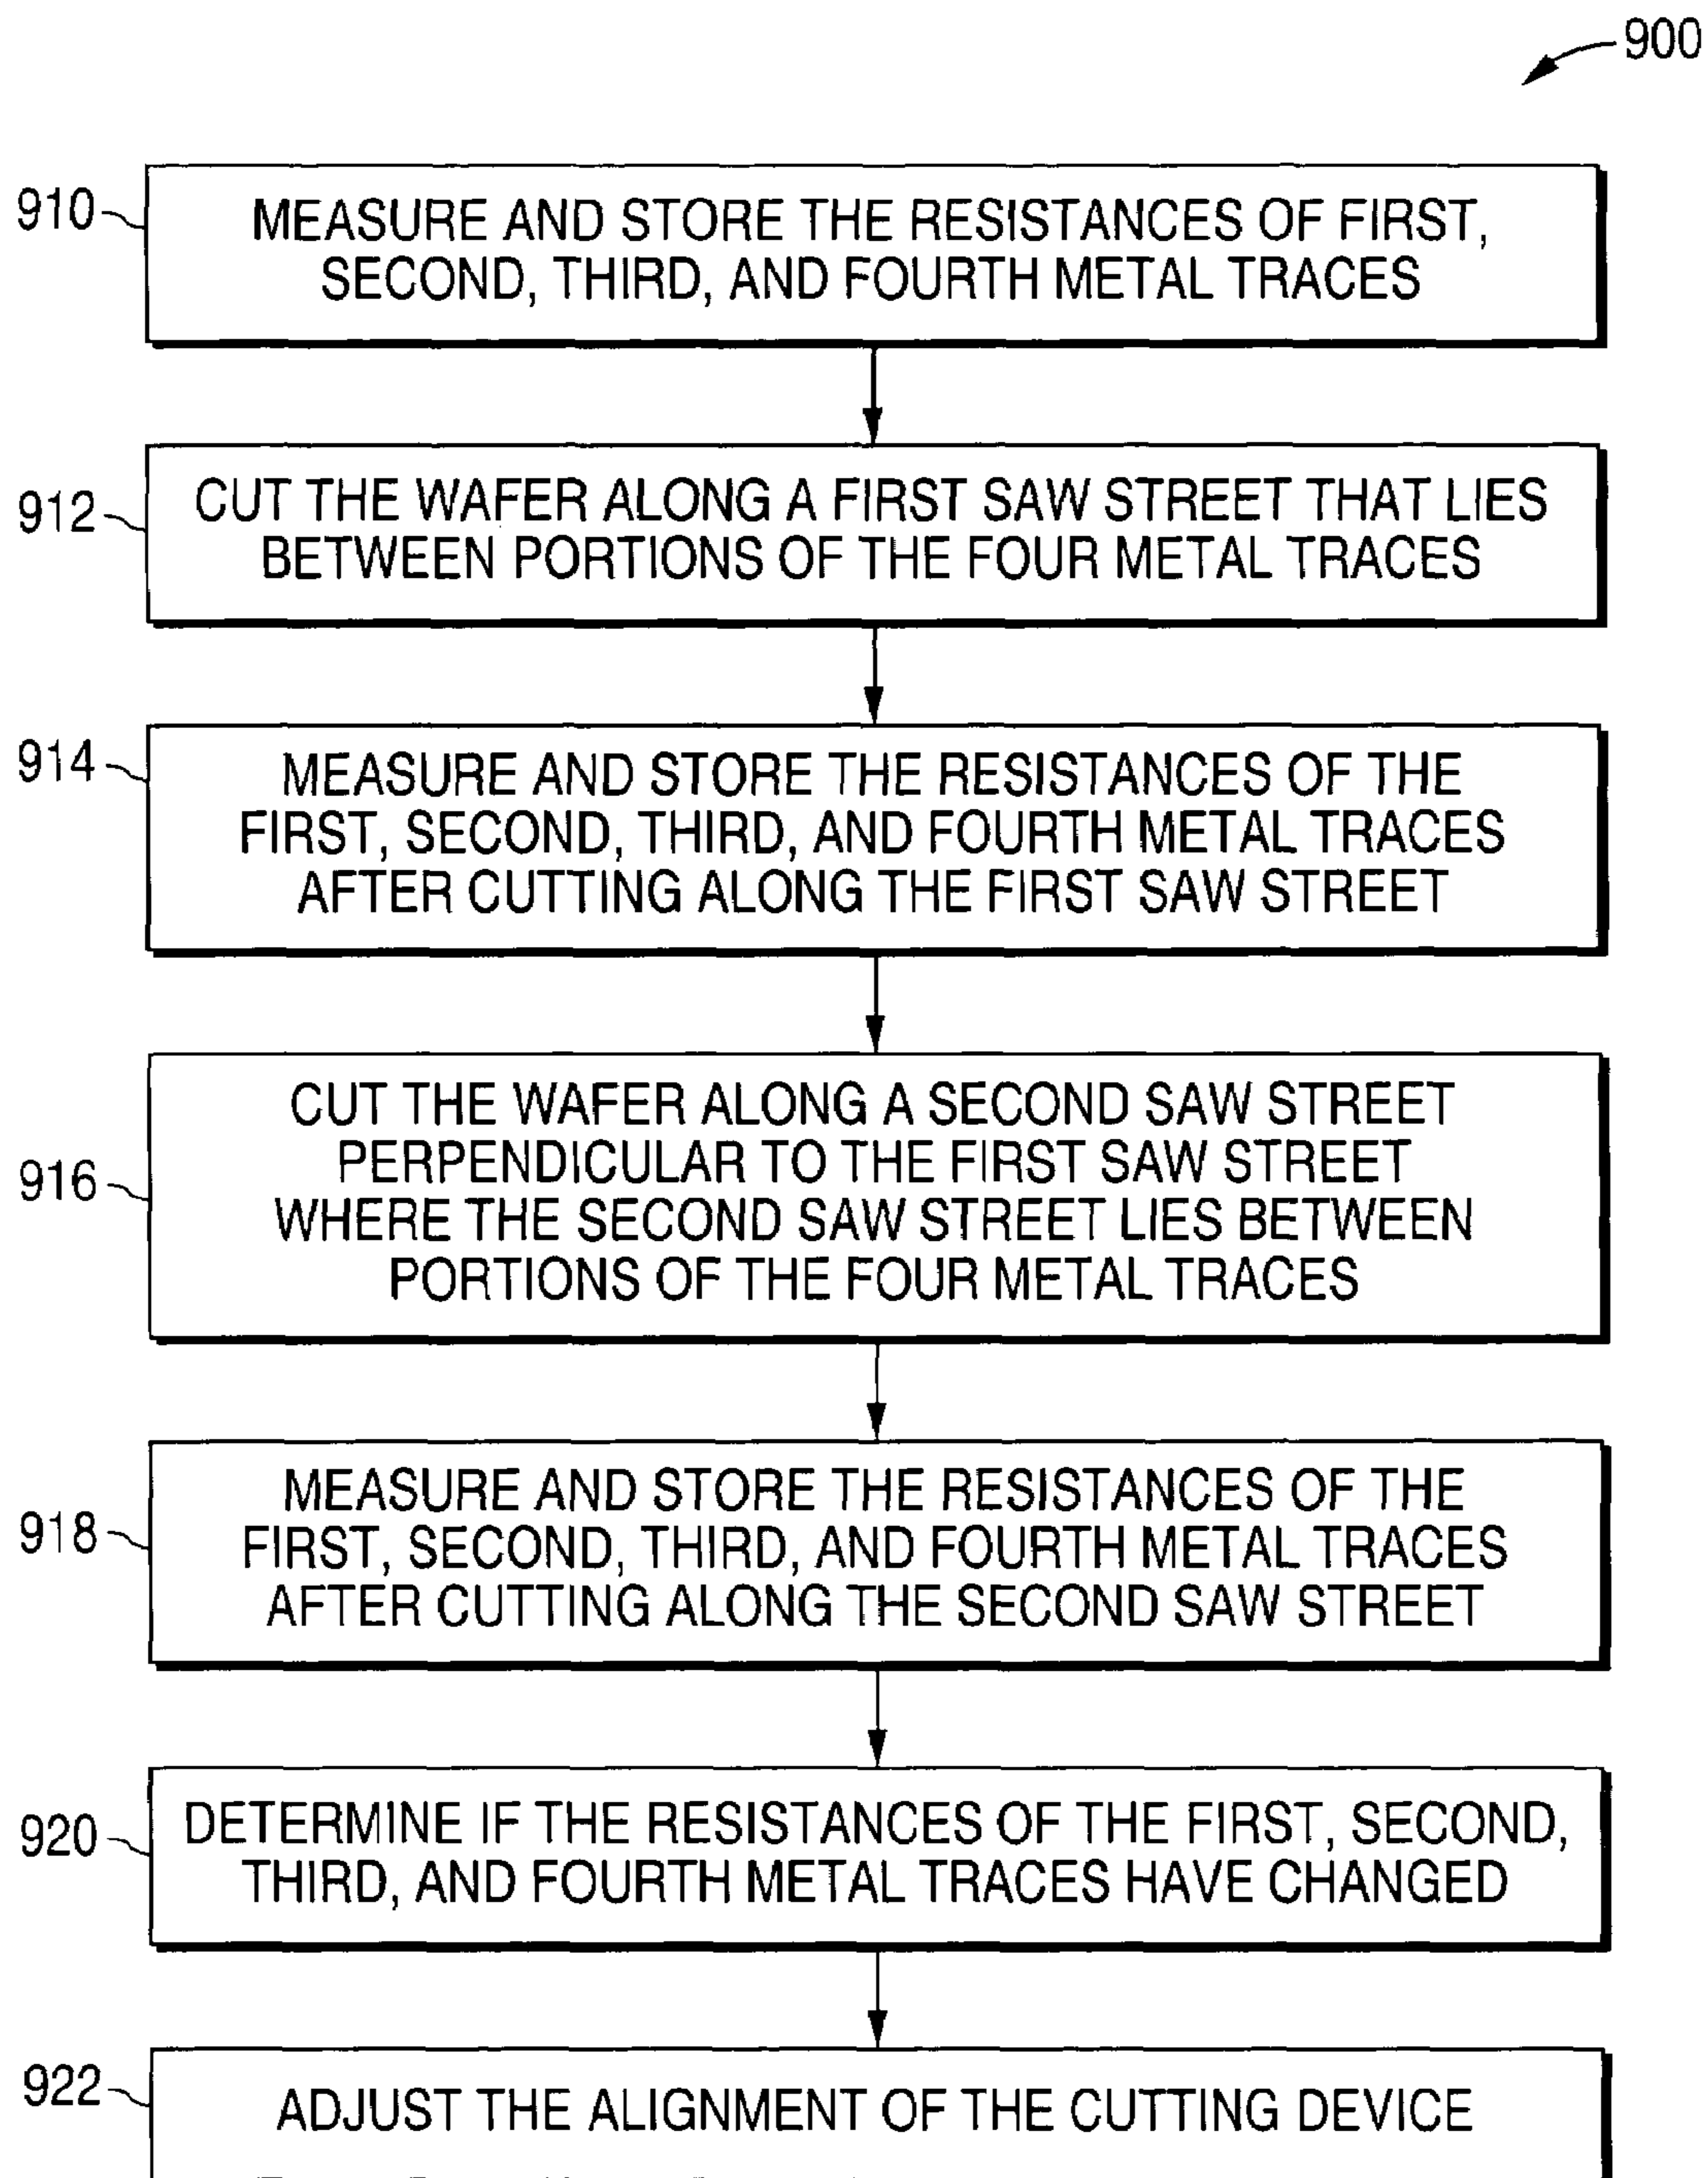 900
910
MEASURE AND STORE THE RESISTANCES OF FIRST,
SECOND, THIRD, AND FOURTH METAL TRACES
912
CUT THE WAFER ALONG A FIRST SAW STREET THAT LIES
BETWEEN PORTIONS OF THE FOUR METAL TRACES
914
MEASURE AND STORE THE RESISTANCES OF THE
FIRST, SECOND, THIRD, AND FOURTH METAL TRACES
AFTER CUTTING ALONG THE FIRST SAW STREET
916
CUT THE WAFER ALONG A SECOND SAW STREET
PERPENDICULAR TO THE FIRST SAW STREET
WHERE THE SECOND SAW STREET LIES BETWEEN
PORTIONS OF THE FOUR METAL TRACES
918
MEASURE AND STORE THE RESISTANCES OF THE
FIRST, SECOND, THIRD, AND FOURTH METAL TRACES
AFTER CUTTING ALONG THE SECOND SAW STREET
920
DETERMINE IF THE RESISTANCES OF THE FIRST, SECOND,
THIRD, AND FOURTH METAL TRACES HAVE CHANGED
922
ADJUST THE ALIGNMENT OF THE CUTTING DEVICE